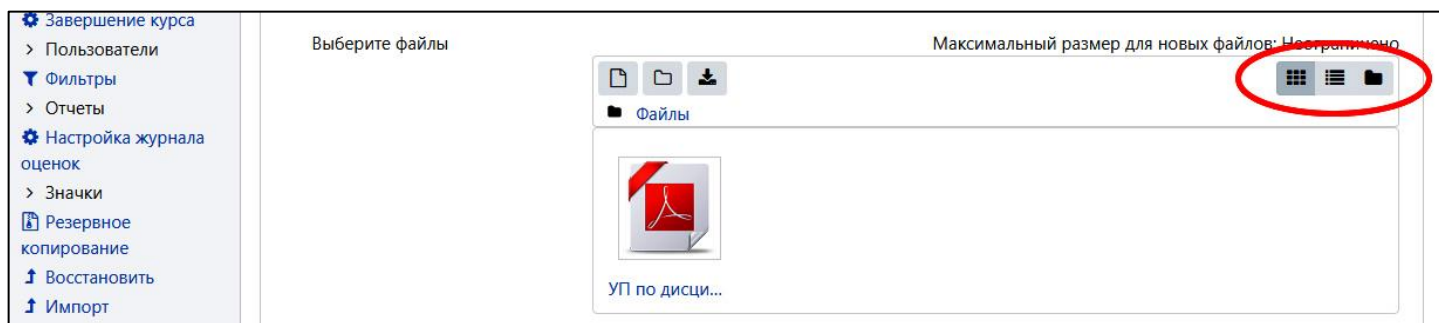 Завершение курса
> Пользователи
Фильтры
> Отчеты
Настройка журнала
оценок
> Значки
Резервное
копирование
Восстановить
Импорт
Выберите файлы
Максимальный размер для новых файлов: Неограничено
Файлы
УП по дисци...